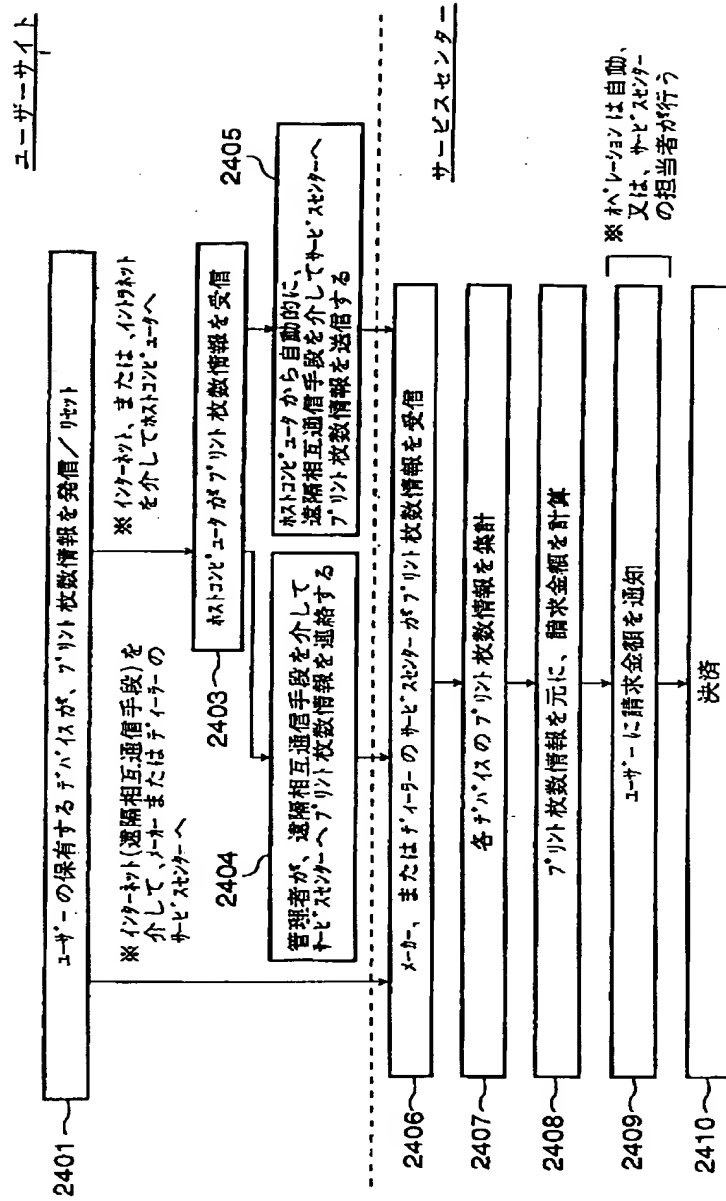 ユーザーサイト
2401
ユーザーの保有するデバイスが、プリント枚数情報を発信/リセット
※インターネット(遠隔相互通信手段)を
介して、メーカーまたはディーラーの
サービスセンターへ
※インターネット、または、イントラネット
を介してホストコンピュータへ
2403
ホストコンピュータがプリント枚数情報を受信
2404
管理者が、遠隔相互通信手段を介して
サービスセンターへプリント枚数情報を連絡する
2405
ホストコンピュータから自動的に、
遠隔相互通信手段を介してサービスセンターへ
プリント枚数情報を送信する
サービスセンター
2406
メーカー、またはディーラーのサービスセンターがプリント枚数情報を受信
2407
各デバイスのプリント枚数情報を集計
2408
プリント枚数情報を元に、請求金額を計算
2409
ユーザーに請求金額を通知
※オペレーションは自動、
又は、サービスセンター
の担当者が行う
2410
決済